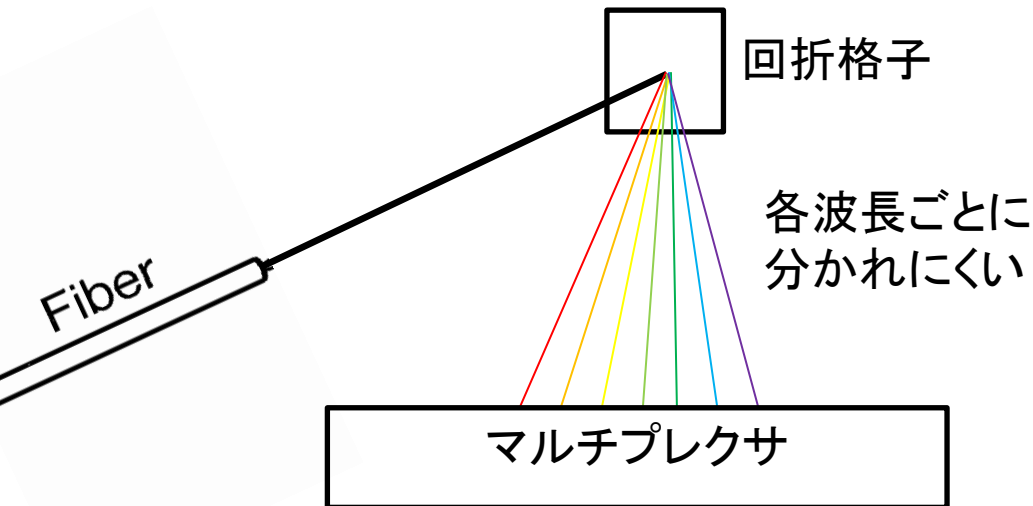 回折格子
各波長ごとに
分かれにくい
Fiber
マルチプレクサ